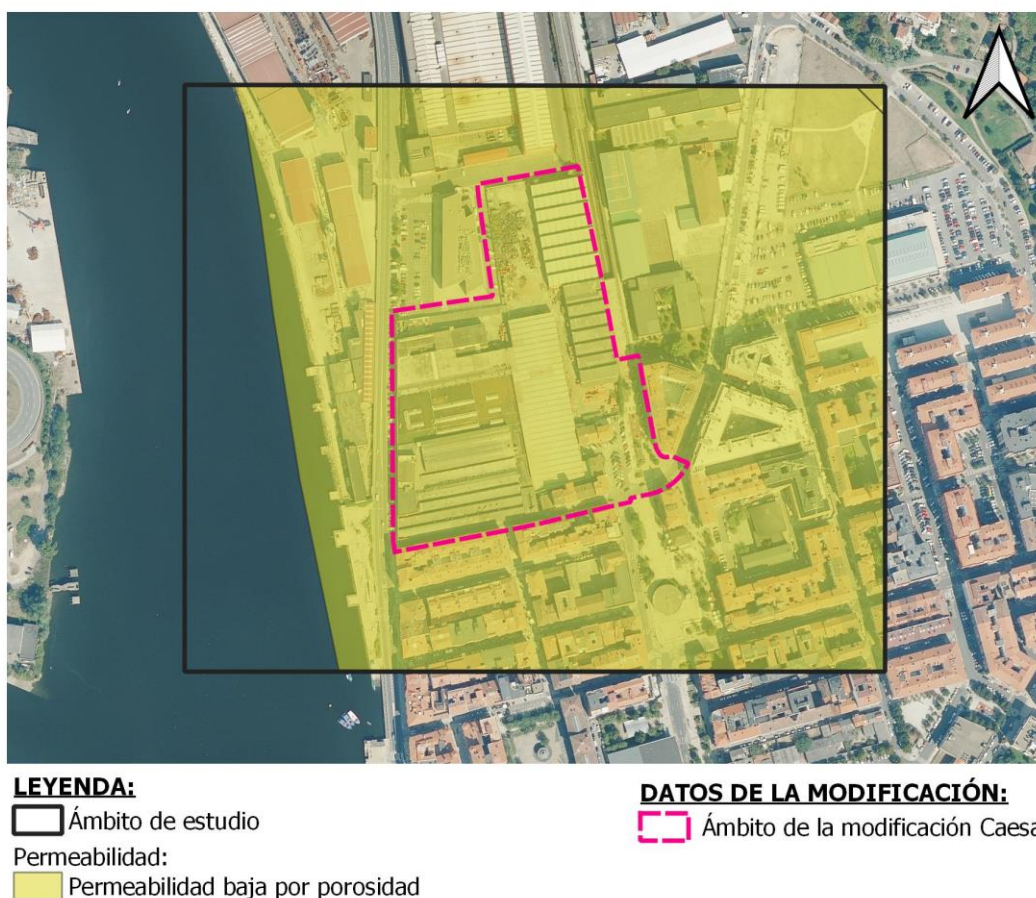 LEYENDA:
Ámbito de estudio
Permeabilidad:
Permeabilidad baja por porosidad
DATOS DE LA MODIFICACIÓN:
Ámbito de la modificación Caesa